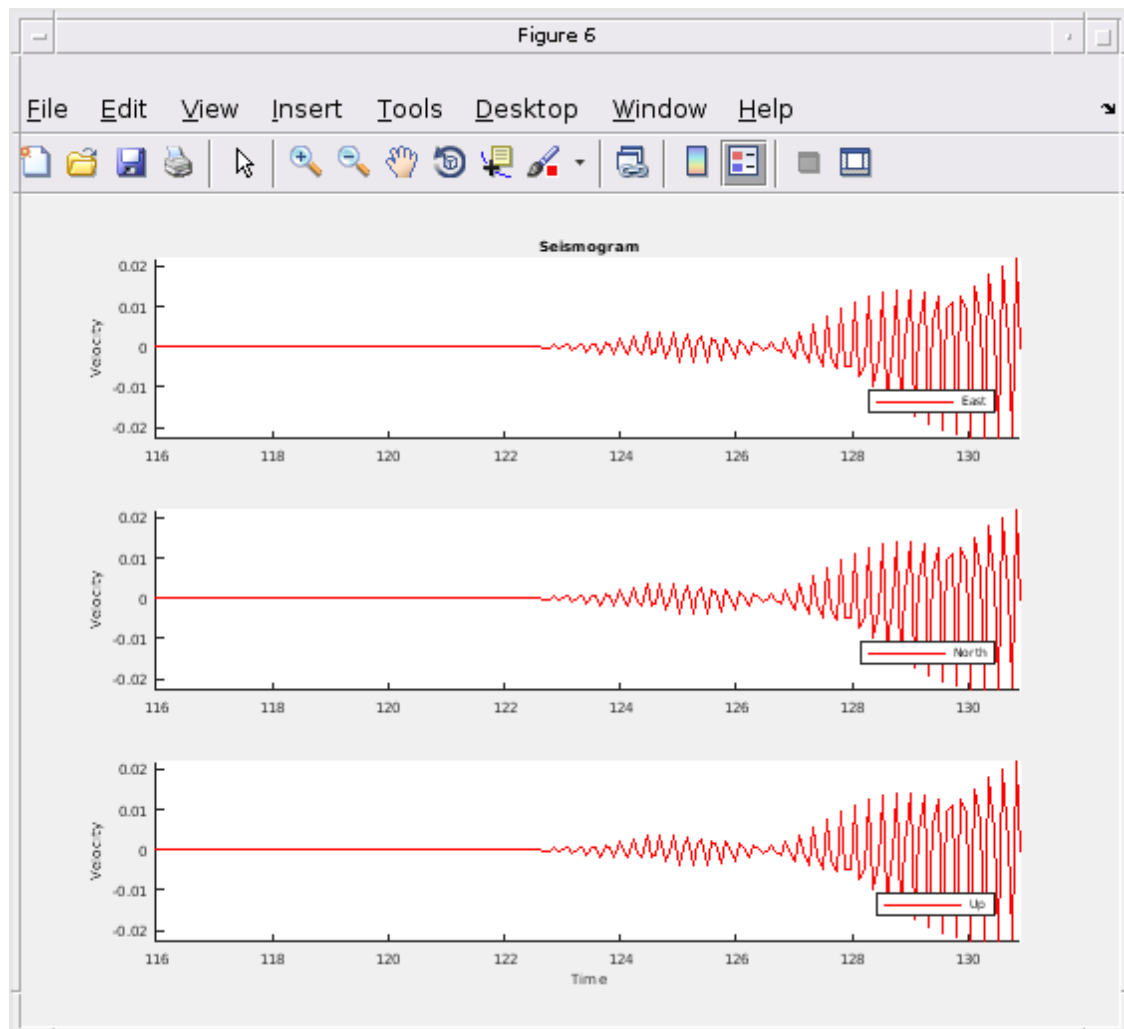 Figure 6
File Edit View Insert Tools Desktop Window Help
Seismogram
Velocity
0.02
0.01
0
-0.01
-0.02
East
116 118 120 122 124 126 128 130
Velocity
0.02
0.01
0
-0.01
-0.02
North
116 118 120 122 124 126 128 130
Velocity
0.02
0.01
0
-0.01
-0.02
Up
116 118 120 122 124 126 128 130
Time